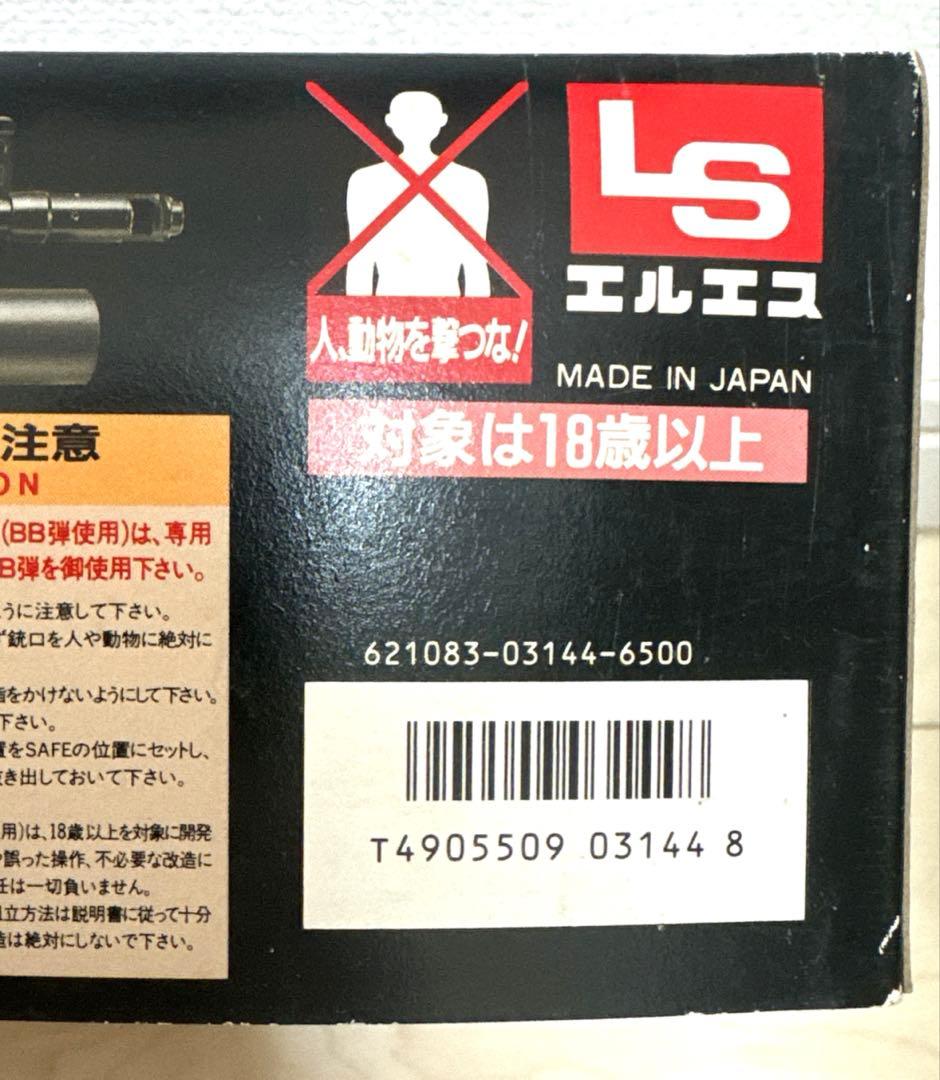 LS
エルエス
人、動物を撃つな!
MADE IN JAPAN
対象は18歳以上
注意
ON
(BB弾使用)は、専用
B弾を御使用下さい。
うに注意して下さい。
銃口を人や動物に絶対に
をかけないようにして下さい。
下さい。
置をSAFEの位置にセットし、
き出しておいて下さい。
用)は、18歳以上を対象に開発
誤った操作、不必要な改造に
任は一切負いません。
立方法は説明書に従って十分
造は絶対にしないで下さい。
621083-03144-6500
T4905509 03144 8